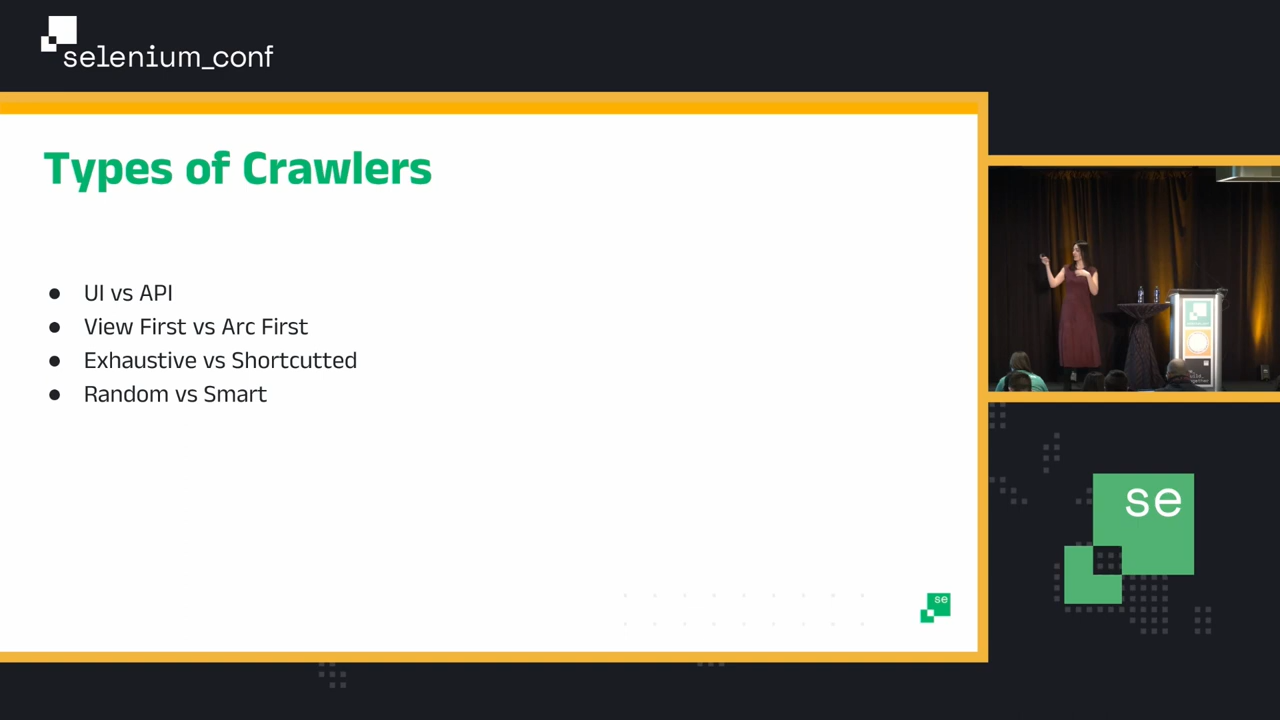 selenium_conf
Types of Crawlers
● UI vs API
● View First vs Arc First
● Exhaustive vs Shortcutted
● Random vs Smart
se
se